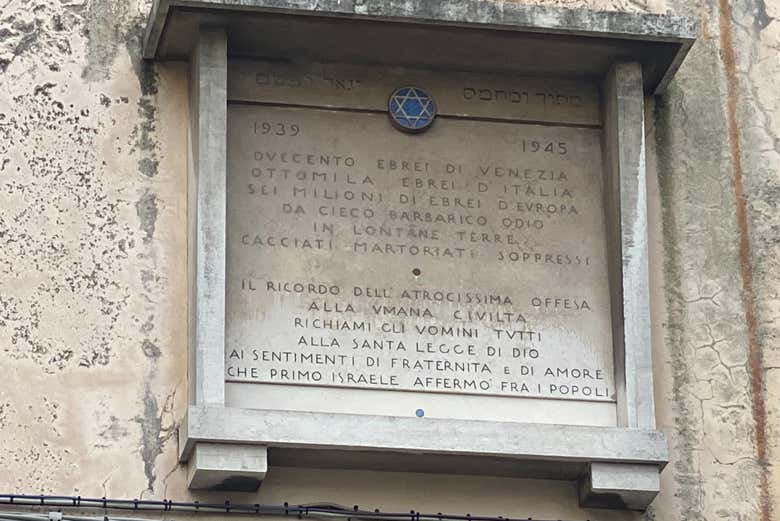 1939 1945
DVECENTO EBREI DI VENEZIA
OTTOMILA EBREI D'ITALIA
SEI MILIONI DI EBREI D'EVROPA
DA CIECO BARBARICO ODIO
IN LONTANE TERRE
CACCIATI MARTORIATI SOPPRESSI
IL RICORDO DELL'ATROCISSIMA OFFESA
ALLA VMANA CIVILTA
RICHIAMI GLI VOMINI TVTTI
ALLA SANTA LEGGE DI DIO
AI SENTIMENTI DI FRATERNITA E DI AMORE
CHE PRIMO ISRAELE AFFERMO' FRA I POPOLI